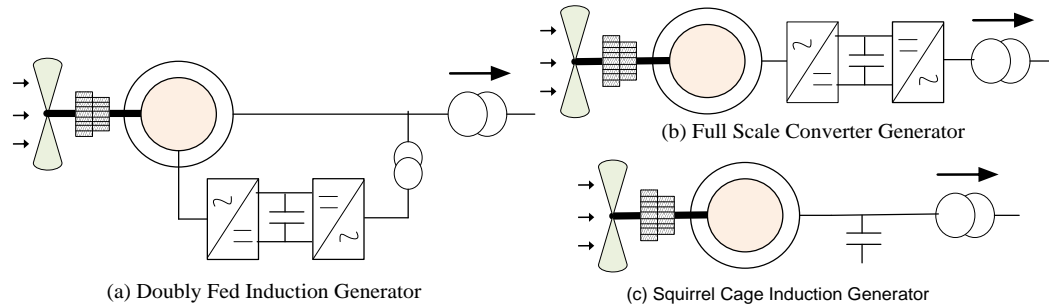 (a) Doubly Fed Induction Generator
(b) Full Scale Converter Generator
(c) Squirrel Cage Induction Generator